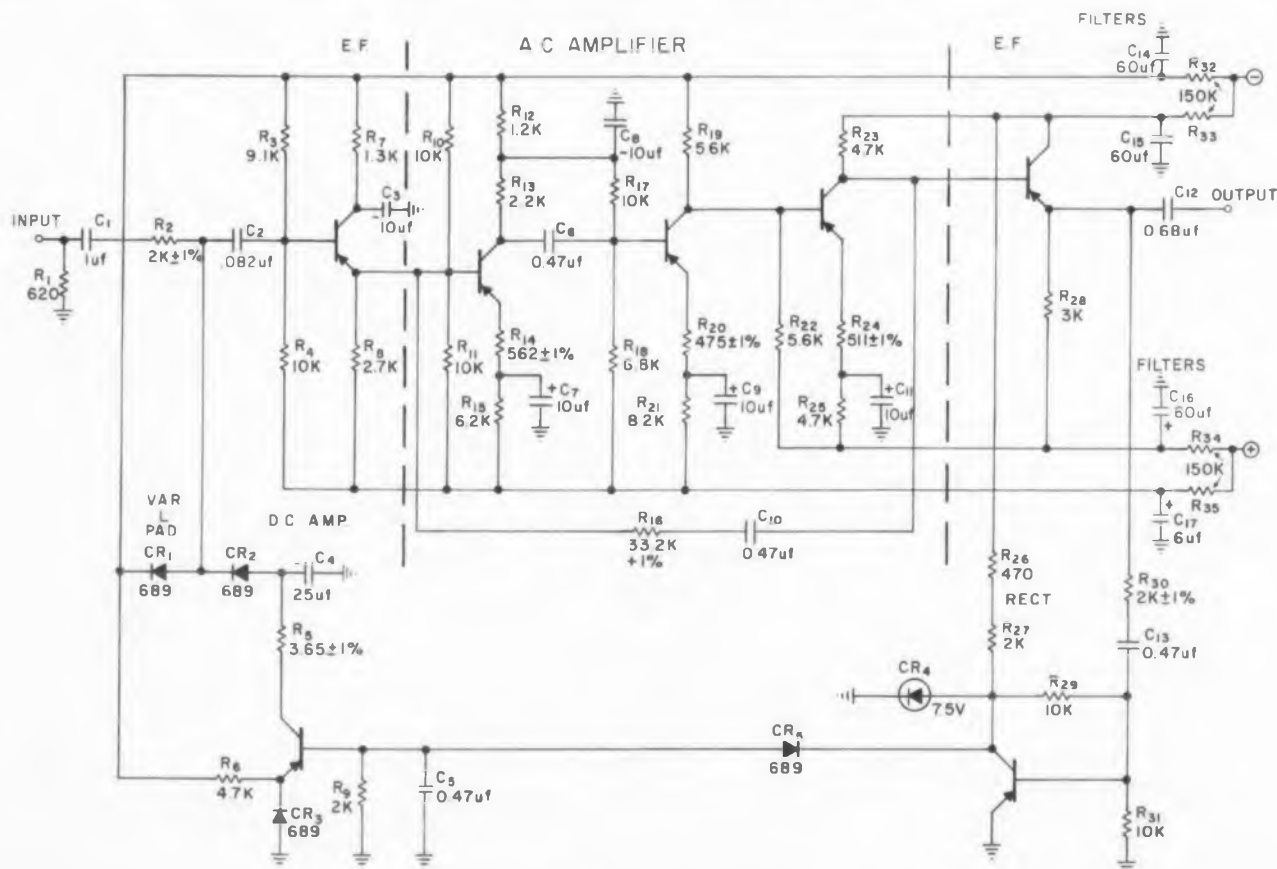 FILTERS
E.F.
AC AMPLIFIER
E.F.
C14
60uf
R32
150K
R33
C15
60uf
R3
9.1K
R7
1.3K
R10
10K
R12
1.2K
C8
-10uf
R19
5.6K
R23
4.7K
R13
2.2K
R17
10K
INPUT
C1
1uf
R2
2K±1%
C2
.082uf
C3
10uf
C6
0.47uf
C12
0.68uf
OUTPUT
R1
620
R4
10K
R8
2.7K
R11
10K
R14
562±1%
R18
6.8K
R20
475±1%
R22
5.6K
R24
511±1%
R28
3K
R15
6.2K
+C7
10uf
R21
8.2K
+C9
10uf
R25
4.7K
+C11
10uf
FILTERS
C16
60uf
+
R34
150K
R35
+
C17
6uf
VAR
L
PAD
DC AMP.
R16
33.2K
+1%
C10
0.47uf
CR1
689
CR2
689
C4
25uf
R26
470
RECT
R30
2K±1%
R5
3.65±1%
R27
2K
C13
0.47uf
CR4
7.5V
R29
10K
CR5
689
R6
4.7K
CR3
689
R9
2K
C5
0.47uf
R31
10K